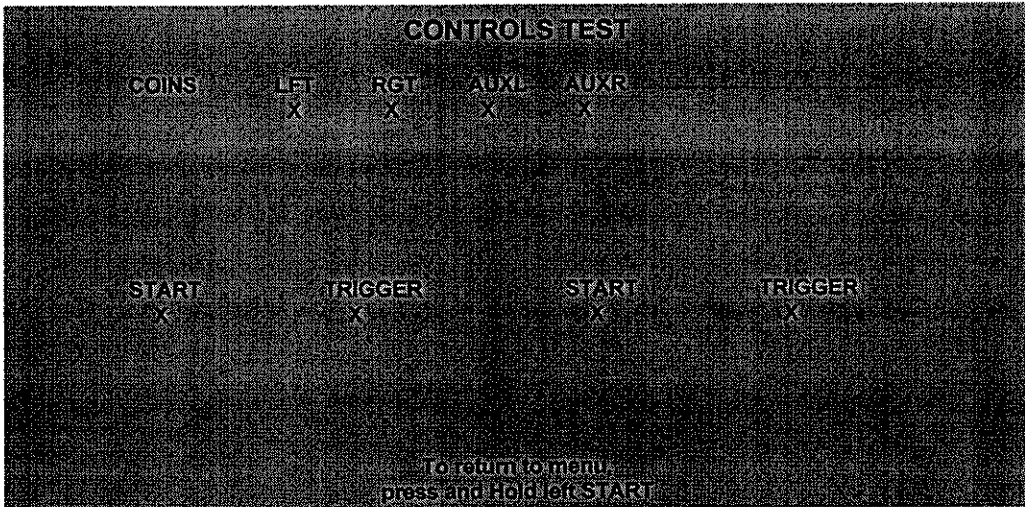 CONTROLS TEST
COINS LFT RGT AUXL AUXR
X X X X
START TRIGGER START TRIGGER
X X X X
To return to menu,
press and Hold left START